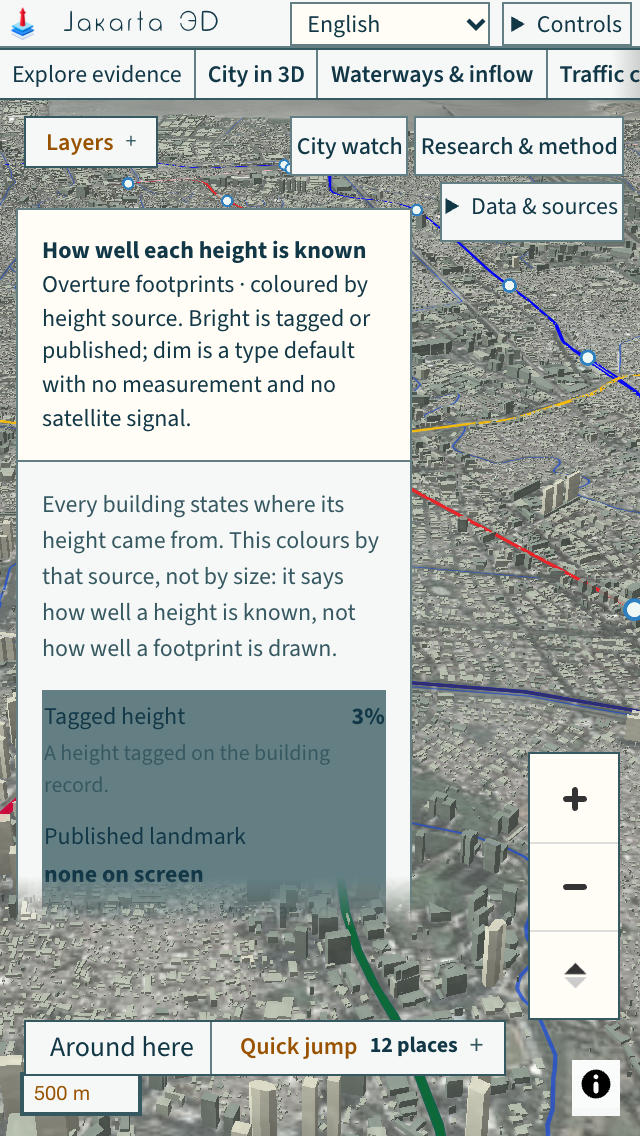 Jakarta 3D
English
Controls
Explore evidence
City in 3D
Waterways & inflow
Traffic c
Layers +
City watch
Research & method
Data & sources
How well each height is known
Overture footprints · coloured by
height source. Bright is tagged or
published; dim is a type default
with no measurement and no
satellite signal.
Every building states where its
height came from. This colours by
that source, not by size: it says
how well a height is known, not
how well a footprint is drawn.
Tagged height 3%
A height tagged on the building
record.
Published landmark
none on screen
Around here
Quick jump 12 places +
500 m